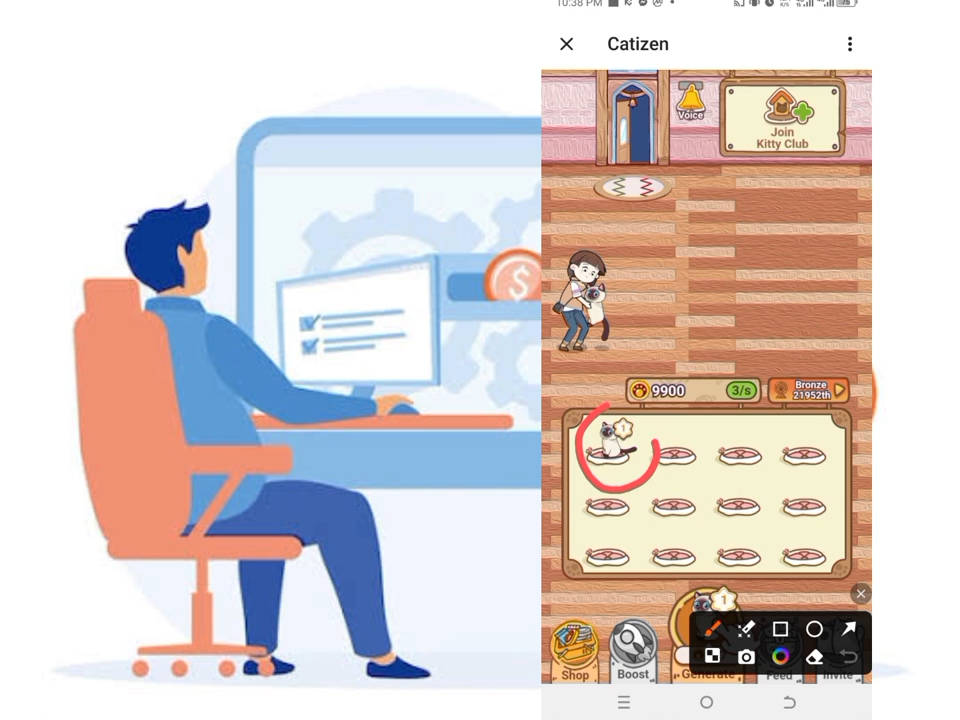 10:38 PM
Catizen
Voice
Join
Kitty Club
9900
3/s
Bronze
21952th
1
1
Shop
Boost
Generate
Feed
Invite